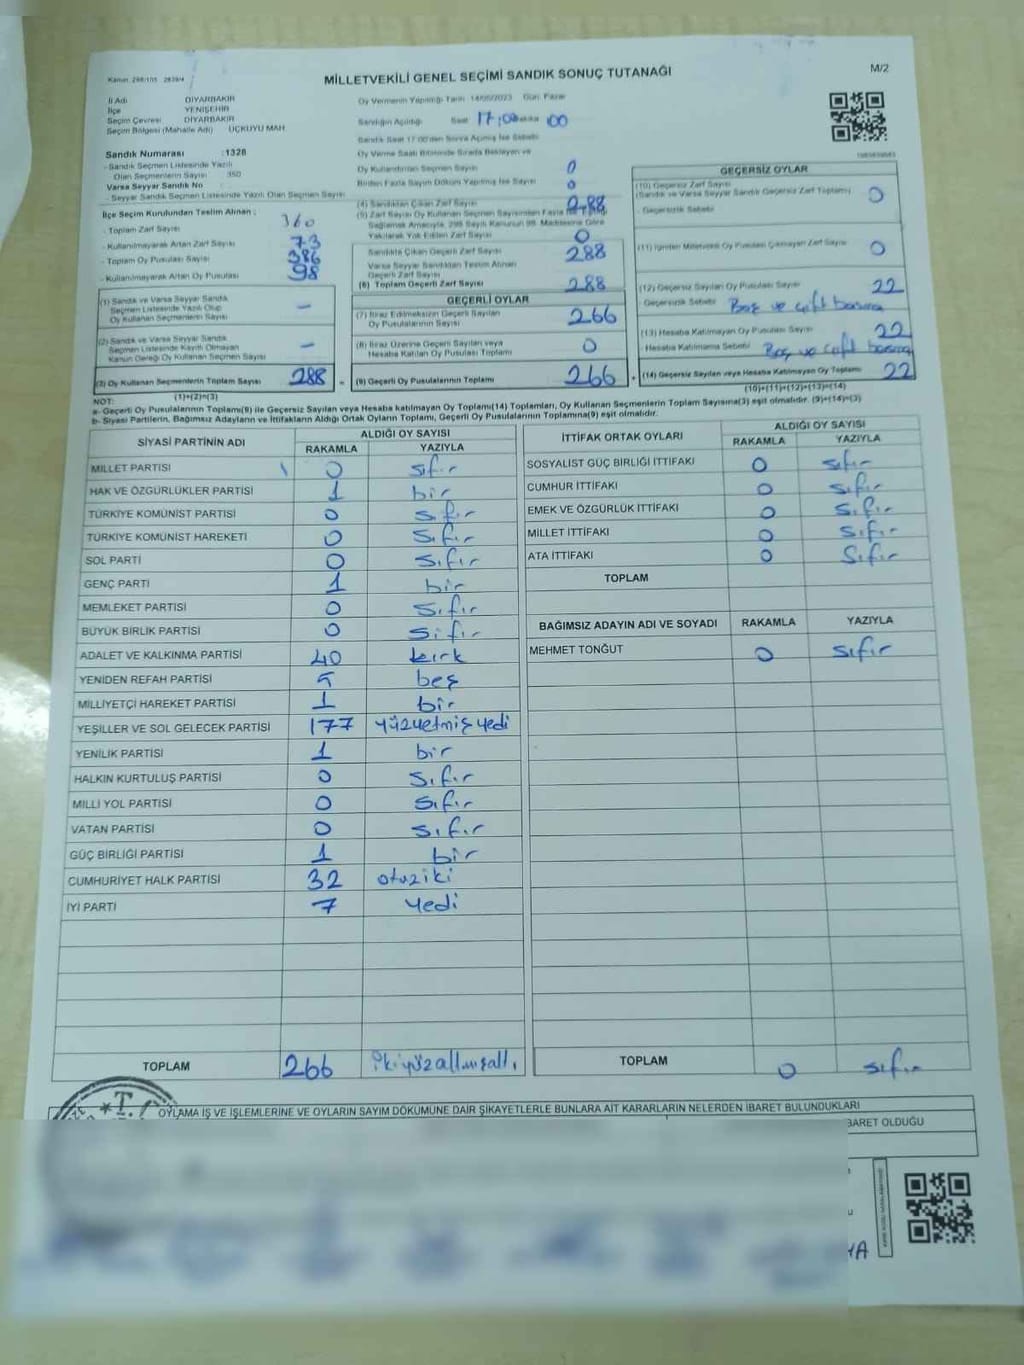 Kanun: 298/105 2839/4
MİLLETVEKİLİ GENEL SEÇİMİ SANDIK SONUÇ TUTANAĞI
M/2
İl Adı DİYARBAKIR
İlçe YENİŞEHİR
Seçim Çevresi DİYARBAKIR
Seçim Bölgesi (Mahalle Adı) ÜÇKUYU MAH.
Oy Vermenin Yapıldığı Tarih: 14/05/2023 Gün: Pazar
Sandığın Açıldığı Saat 17:00 Dakika 00
Sandık Saat 17:00'den Sonra Açılmış İse Sebebi
Sandık Numarası :1328
- Sandık Seçmen Listesinde Yazılı
Olan Seçmenlerin Sayısı 350
Varsa Seyyar Sandık No
- Seyyar Sandık Seçmen Listesinde Yazılı Olan Seçmen Sayısı
Oy Verme Saati Bitiminde Sırada Bekleyen ve
Oy Kullandırılan Seçmen Sayısı 0
Birden Fazla Sayım Döküm Yapılmış İse Sayısı 0
(4) Sandıktan Çıkan Zarf Sayısı 288
(5) Zarf Sayısı Oy Kullanan Seçmen Sayısından Fazla İse, Eşitliği
Sağlamak Amacıyla, 298 Sayılı Kanunun 98. Maddesine Göre
Yakılarak Yok Edilen Zarf Sayısı 0
İlçe Seçim Kurulundan Teslim Alınan ;
- Toplam Zarf Sayısı 360
- Kullanılmayarak Artan Zarf Sayısı 73
- Toplam Oy Pusulası Sayısı 386
- Kullanılmayarak Artan Oy Pusulası 98
Sandıkta Çıkan Geçerli Zarf Sayısı 288
Varsa Seyyar Sandıktan Teslim Alınan
Geçerli Zarf Sayısı
(6) Toplam Geçerli Zarf Sayısı 288
GEÇERSİZ OYLAR
(10) Geçersiz Zarf Sayısı
(Sandık ve Varsa Seyyar Sandık Geçersiz Zarf Toplamı) 0
- Geçersizlik Sebebi
(11) İçinden Milletvekili Oy Pusulası Çıkmayan Zarf Sayısı 0
(12) Geçersiz Sayılan Oy Pusulası Sayısı 22
Geçersizlik Sebebi Boş ve çift basma
(13) Hesaba Katılmayan Oy Pusula Sayısı 22
Hesaba Katılmama Sebebi Boş ve çift basma
(14) Geçersiz Sayılan veya Hesaba Katılmayan Oy Toplamı 22
(10)+(11)+(12)+(13)=(14)
(1) Sandık ve Varsa Seyyar Sandık
Seçmen Listesinde Yazılı Olup
Oy Kullanan Seçmenlerin Sayısı —
(2) Sandık ve Varsa Seyyar Sandık
Seçmen Listesinde Kayıtlı Olmayan
Kanun Gereği Oy Kullanan Seçmen Sayısı —
(3) Oy Kullanan Seçmenlerin Toplam Sayısı 288
(1)+(2)=(3)
GEÇERLİ OYLAR
(7) İtiraz Edilmeksizin Geçerli Sayılan
Oy Pusulalarının Sayısı 266
(8) İtiraz Üzerine Geçerli Sayılan veya
Hesaba Katılan Oy Pusulası Toplamı 0
(9) Geçerli Oy Pusulalarının Toplamı 266
NOT:
a- Geçerli Oy Pusulası Toplamı(9) ile Geçersiz Sayılan veya Hesaba katılmayan Oy Toplamı(14) Toplamları, Oy Kullanan Seçmenlerin Toplam Sayısına(3) eşit olmalıdır. (9)+(14)=(3)
b- Siyasi Partilerin, Bağımsız Adayların ve İttifakların Aldığı Ortak Oyların Toplamı, Geçerli Oy Pusulalarının Toplamına(9) eşit olmalıdır.
SİYASİ PARTİNİN ADI ALDIĞI OY SAYISI
RAKAMLA YAZIYLA
MİLLET PARTİSİ 0 sıfır
HAK VE ÖZGÜRLÜKLER PARTİSİ 1 bir
TÜRKİYE KOMÜNİST PARTİSİ 0 sıfır
TÜRKİYE KOMÜNİST HAREKETİ 0 sıfır
SOL PARTİ 0 sıfır
GENÇ PARTİ 1 bir
MEMLEKET PARTİSİ 0 sıfır
BÜYÜK BİRLİK PARTİSİ 0 sıfır
ADALET VE KALKINMA PARTİSİ 40 kırk
YENİDEN REFAH PARTİSİ 5 beş
MİLLİYETÇİ HAREKET PARTİSİ 1 bir
YEŞİLLER VE SOL GELECEK PARTİSİ 177 yüzyetmiş yedi
YENİLİK PARTİSİ 1 bir
HALKIN KURTULUŞ PARTİSİ 0 sıfır
MİLLİ YOL PARTİSİ 0 sıfır
VATAN PARTİSİ 0 sıfır
GÜÇ BİRLİĞİ PARTİSİ 1 bir
CUMHURİYET HALK PARTİSİ 32 otuziki
İYİ PARTİ 7 yedi
TOPLAM 266 ikiyüzaltmışaltı
İTTİFAK ORTAK OYLARI ALDIĞI OY SAYISI
RAKAMLA YAZIYLA
SOSYALİST GÜÇ BİRLİĞİ İTTİFAKI 0 sıfır
CUMHUR İTTİFAKI 0 sıfır
EMEK VE ÖZGÜRLÜK İTTİFAKI 0 sıfır
MİLLET İTTİFAKI 0 sıfır
ATA İTTİFAKI 0 sıfır
TOPLAM
BAĞIMSIZ ADAYIN ADI VE SOYADI RAKAMLA YAZIYLA
MEHMET TONĞUT 0 sıfır
TOPLAM 0 sıfır
OYLAMA İŞ VE İŞLEMLERİNE VE OYLARIN SAYIM DÖKÜMÜNE DAİR ŞİKAYETLERLE BUNLARA AİT KARARLARIN NELERDEN İBARET BULUNDUKLARI
BARET OLDUĞU